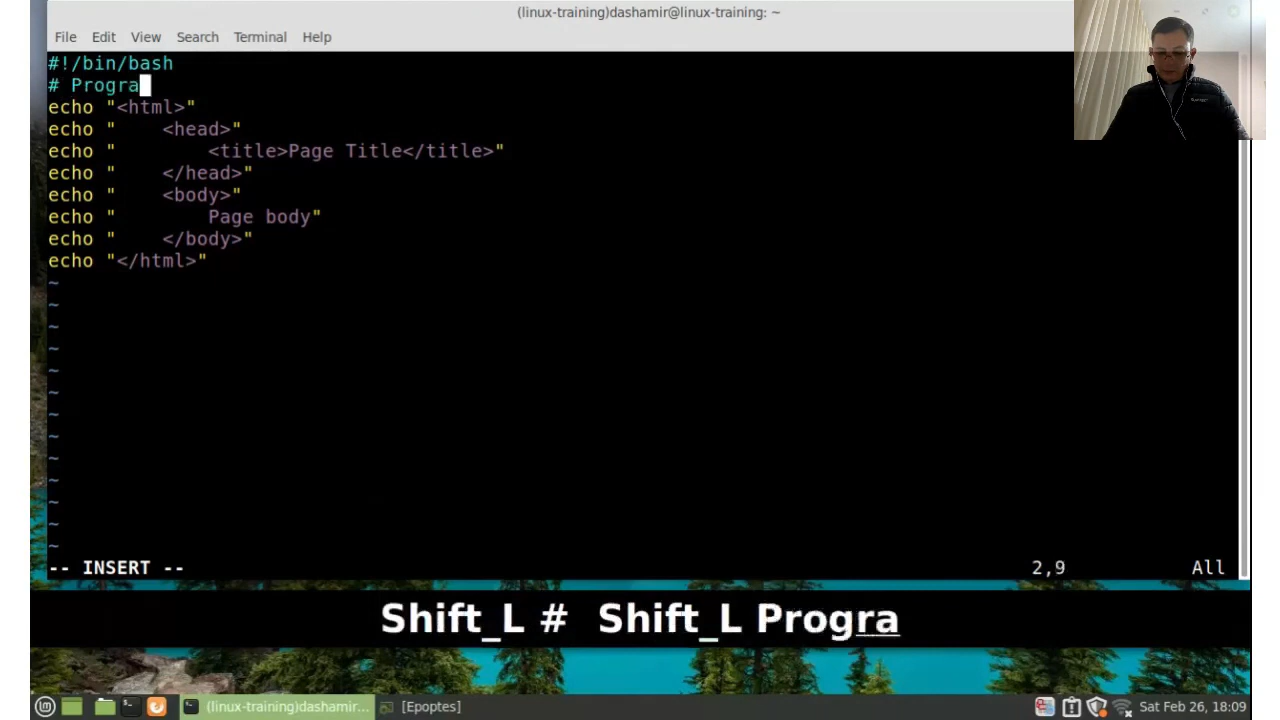 (linux-training)dashamir@linux-training: ~
File Edit View Search Terminal Help
#!/bin/bash
# Progra
echo "<html>"
echo "    <head>"
echo "        <title>Page Title</title>"
echo "    </head>"
echo "    <body>"
echo "        Page body"
echo "    </body>"
echo "</html>"
~
~
~
~
~
~
~
~
~
~
~
~
~
-- INSERT -- 2,9 All
Shift_L # Shift_L Progra
(linux-training)dashamir... [Epoptes] Sat Feb 26, 18:09